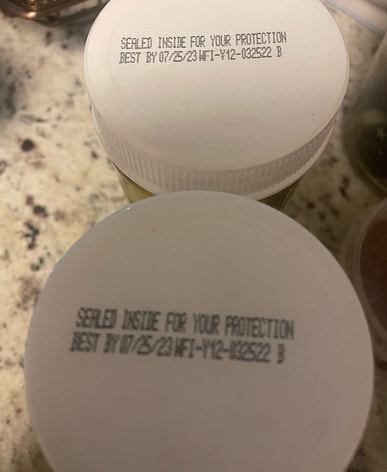 SEALED INSIDE FOR YOUR PROTECTION
BEST BY 07/25/23 WFI-Y12-032522 B
SEALED INSIDE FOR YOUR PROTECTION
BEST BY 07/25/23 WFI-Y12-032522 B